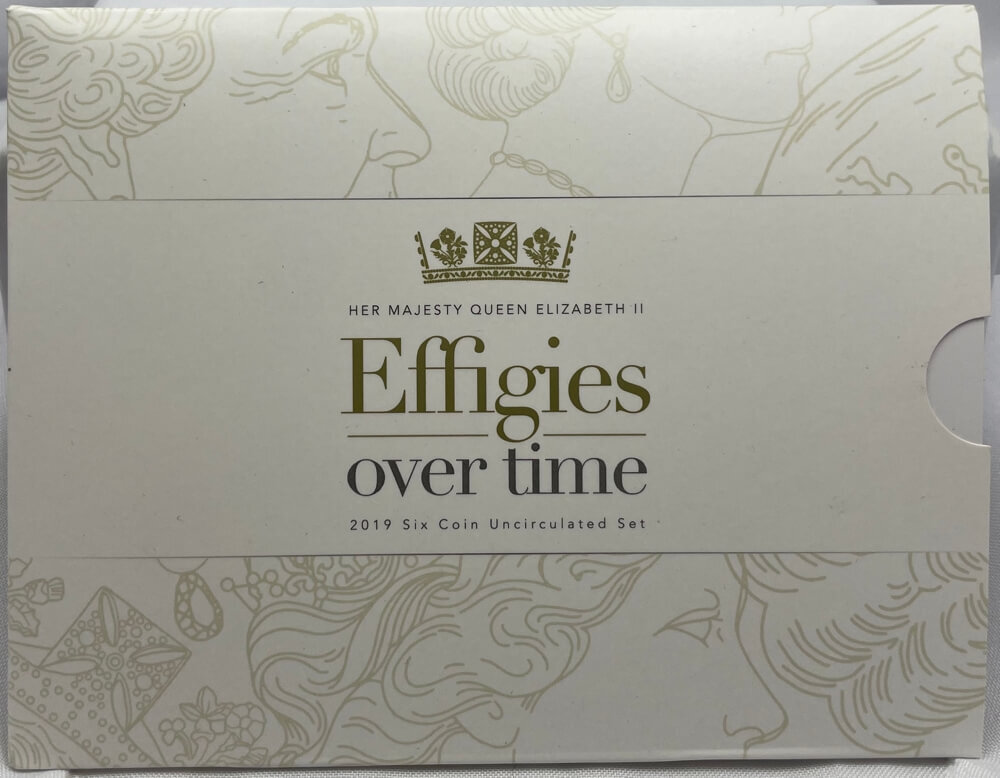 HER MAJESTY QUEEN ELIZABETH II
Effigies
over time
2019 Six Coin Uncirculated Set